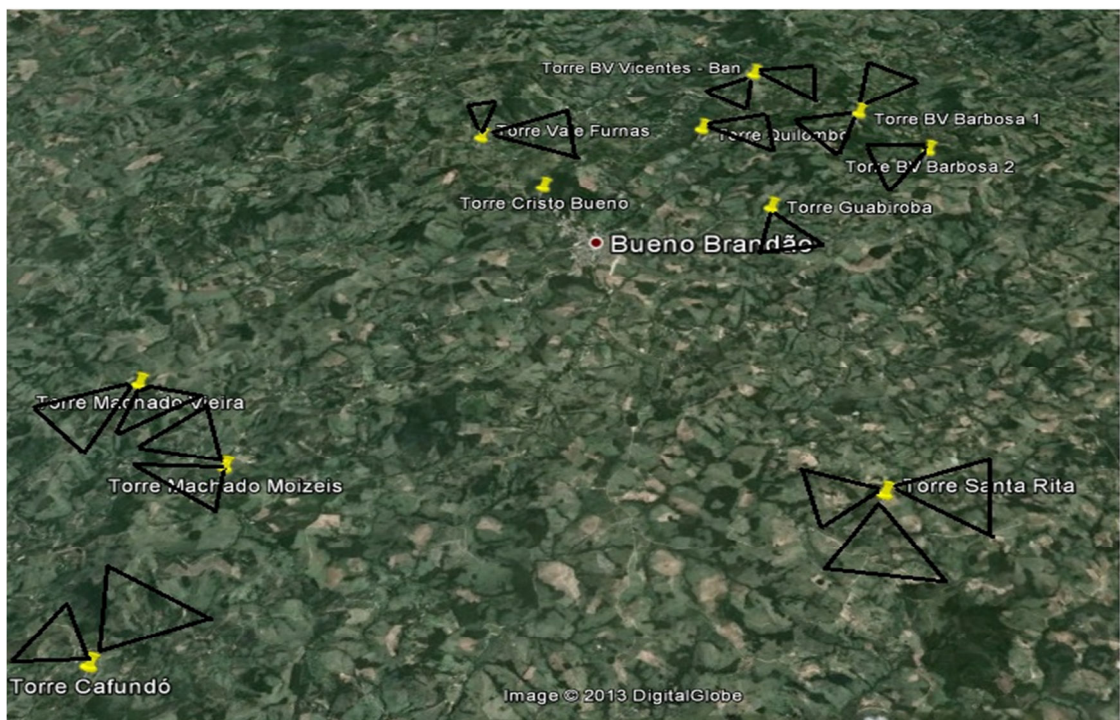 Torre BV Vicentes - Ban
Torre BV Barbosa 1
Torre Vale Furnas
Torre Quilombo
Torre BV Barbosa 2
Torre Cristo Bueno
Torre Guabiroba
Bueno Brandão
Torre Machado Vieira
Torre Machado Moizeis
Torre Santa Rita
Torre Cafundó
Image © 2013 DigitalGlobe